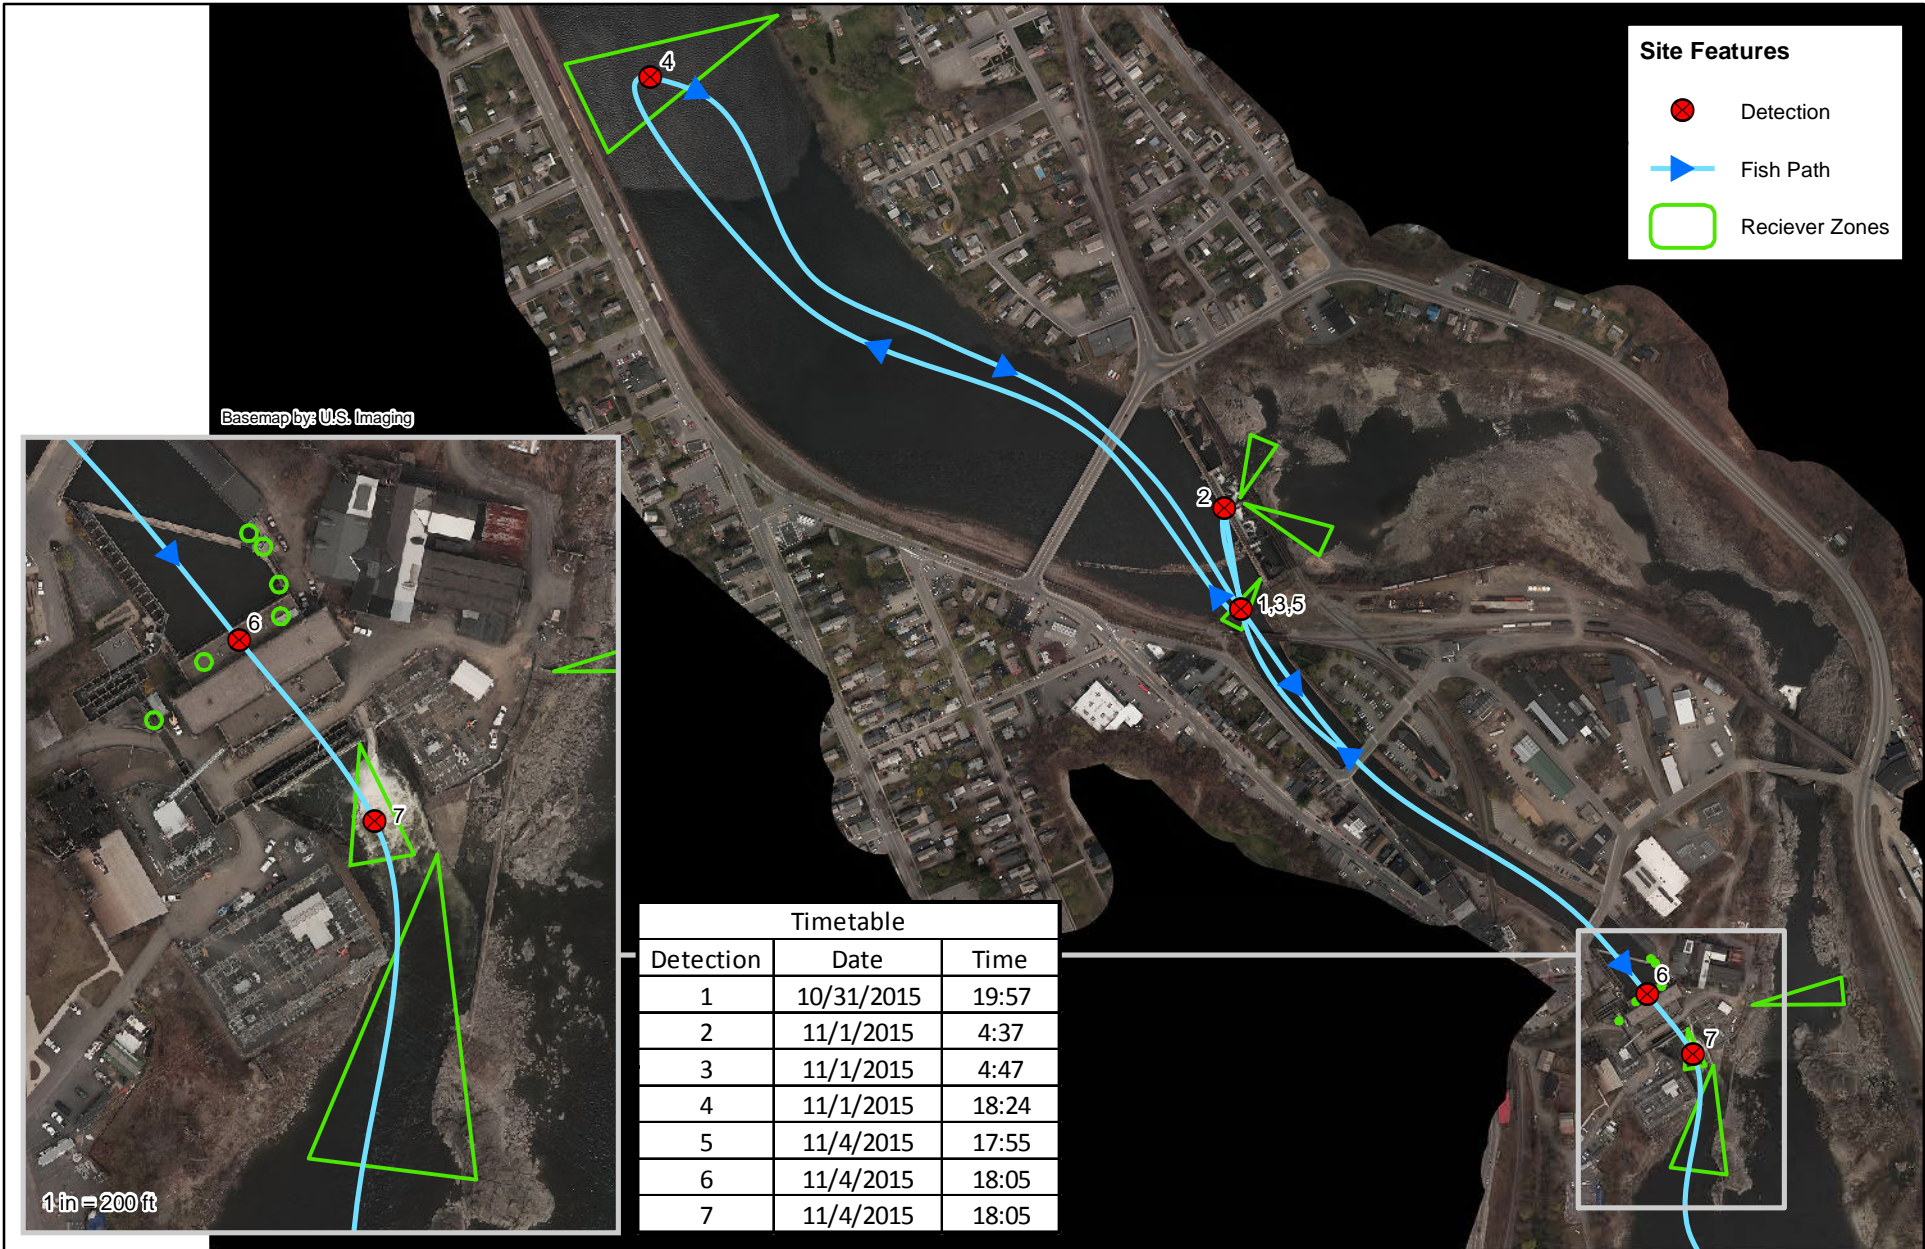 4
Site Features
Detection
Fish Path
Reciever Zones
Basemap by: U.S. Imaging
2
1,3,5
6
7
6
7
1 in = 200 ft
Timetable
Detection Date Time
1 10/31/2015 19:57
2 11/1/2015 4:37
3 11/1/2015 4:47
4 11/1/2015 18:24
5 11/4/2015 17:55
6 11/4/2015 18:05
7 11/4/2015 18:05